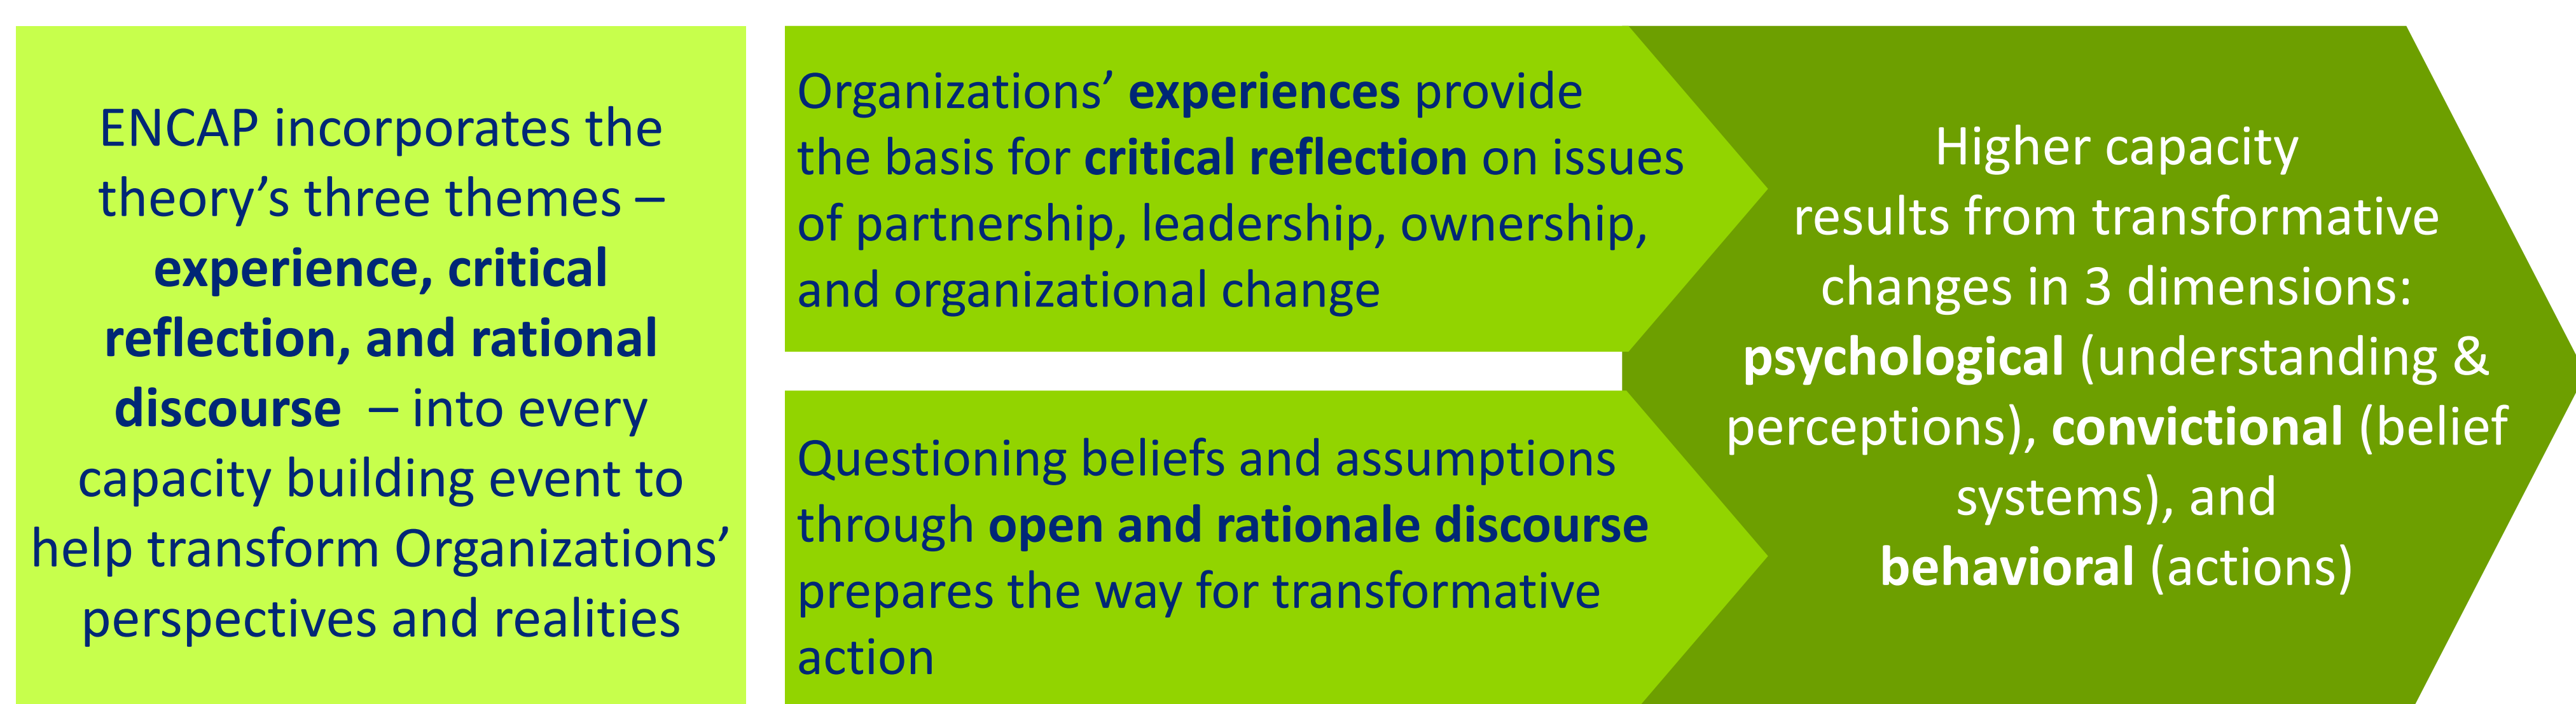 ENCAP incorporates the
theory’s three themes –
experience, critical
reflection, and rational
discourse  – into every
capacity building event to
help transform Organizations’
perspectives and realities
Organizations’ experiences provide
the basis for critical reflection on issues
of partnership, leadership, ownership,
and organizational change
Questioning beliefs and assumptions
through open and rationale discourse
prepares the way for transformative
action
Higher capacity
results from transformative
changes in 3 dimensions:
psychological (understanding &
perceptions), convictional (belief
systems), and
behavioral (actions)